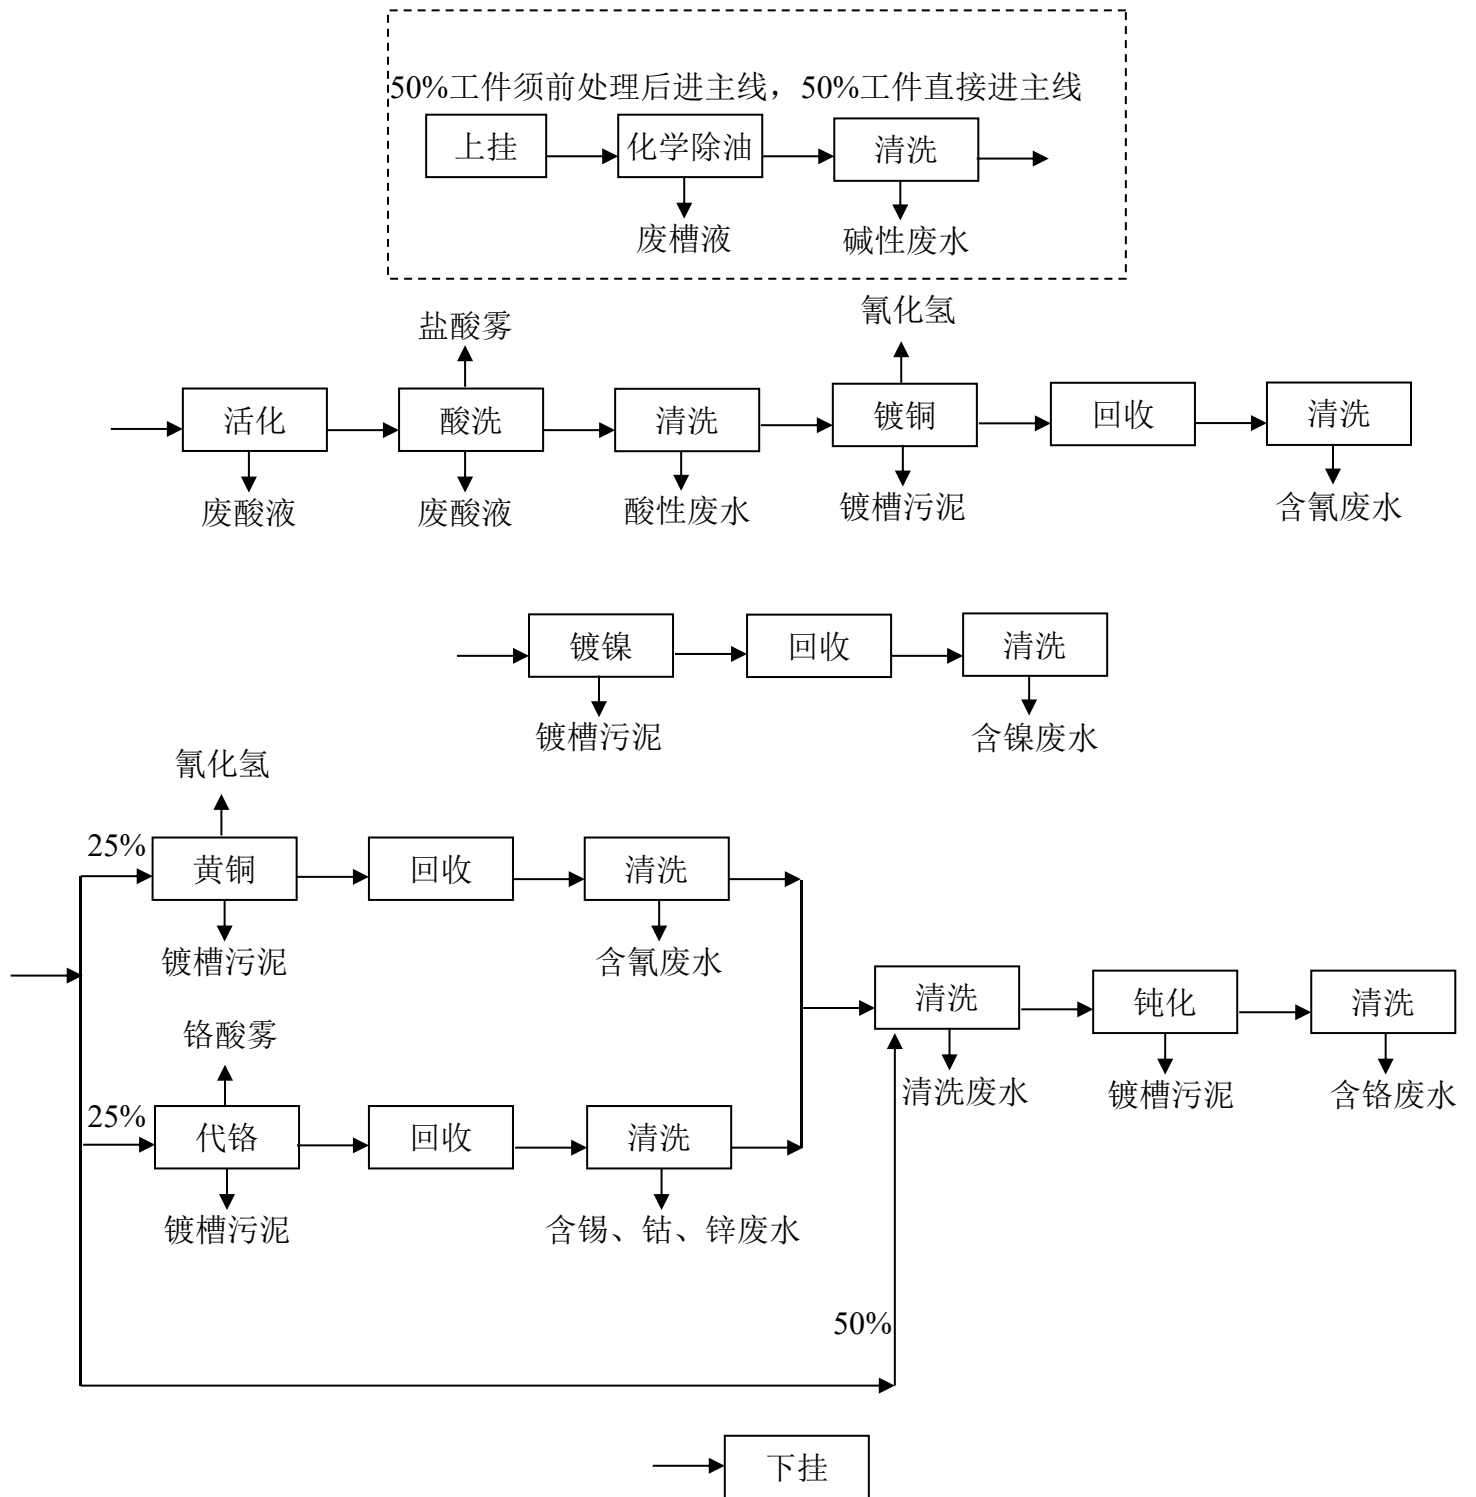 50%工件须前处理后进主线，50%工件直接进主线
上挂
化学除油
清洗
废槽液
碱性废水
盐酸雾
氰化氢
活化
酸洗
清洗
镀铜
回收
清洗
废酸液
废酸液
酸性废水
镀槽污泥
含氰废水
镀镍
回收
清洗
镀槽污泥
含镍废水
氰化氢
25%
黄铜
回收
清洗
镀槽污泥
含氰废水
清洗
钝化
清洗
清洗废水
镀槽污泥
含铬废水
铬酸雾
25%
代铬
回收
清洗
镀槽污泥
含锡、钴、锌废水
50%
下挂